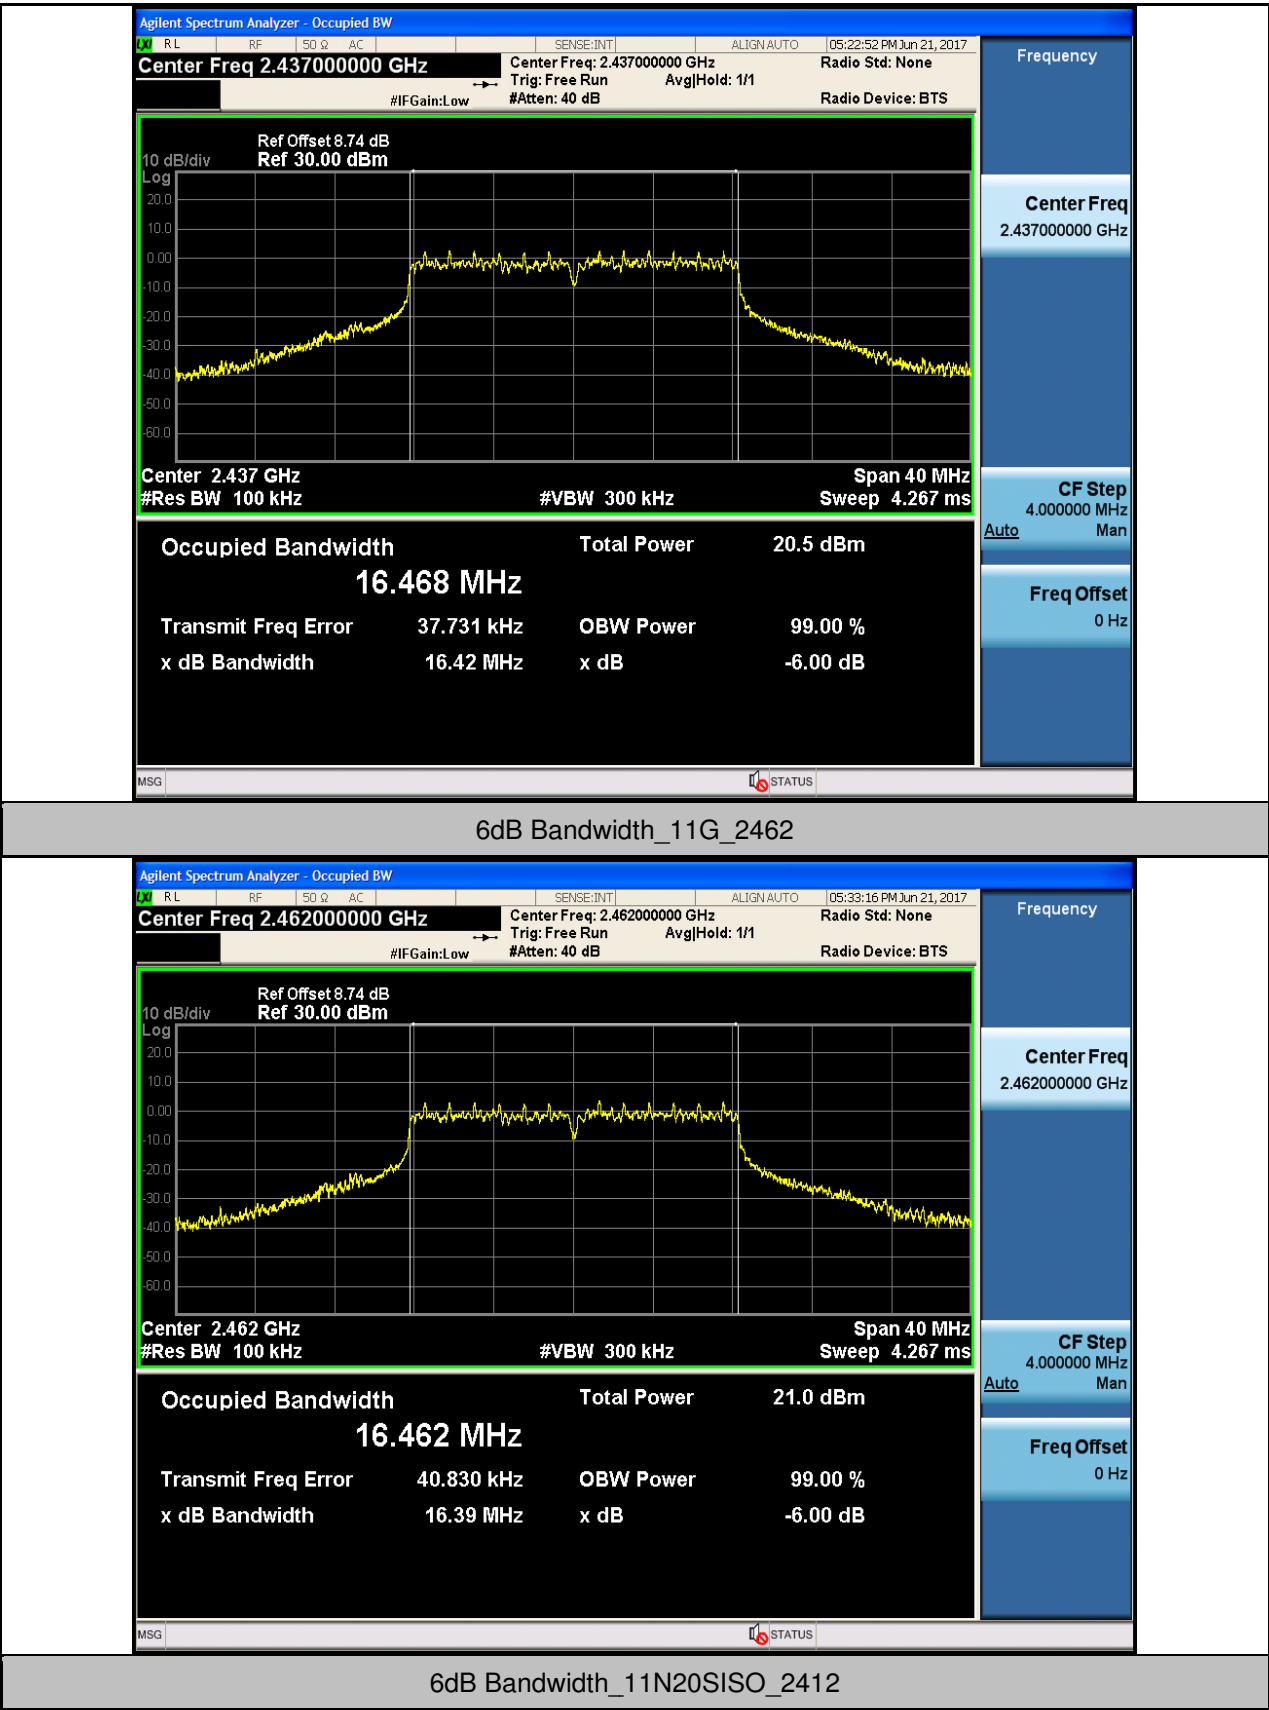 Agilent Spectrum Analyzer - Occupied BW
LXI RL RF 50 Ω AC SENSE:INT ALIGN AUTO 05:22:52 PM Jun 21, 2017
Center Freq 2.437000000 GHz
Center Freq: 2.437000000 GHz
Radio Std: None
Trig: Free Run Avg|Hold: 1/1
#IFGain:Low
#Atten: 40 dB
Radio Device: BTS
Ref Offset 8.74 dB
10 dB/div Ref 30.00 dBm
Log
20.0
10.0
0.00
-10.0
-20.0
-30.0
-40.0
-50.0
-60.0
Center 2.437 GHz Span 40 MHz
#Res BW 100 kHz #VBW 300 kHz Sweep 4.267 ms
Occupied Bandwidth Total Power 20.5 dBm
16.468 MHz
Transmit Freq Error 37.731 kHz OBW Power 99.00 %
x dB Bandwidth 16.42 MHz x dB -6.00 dB
MSG STATUS
Frequency
Center Freq
2.437000000 GHz
CF Step
4.000000 MHz
Auto Man
Freq Offset
0 Hz
6dB Bandwidth_11G_2462
Agilent Spectrum Analyzer - Occupied BW
LXI RL RF 50 Ω AC SENSE:INT ALIGN AUTO 05:33:16 PM Jun 21, 2017
Center Freq 2.462000000 GHz
Center Freq: 2.462000000 GHz
Radio Std: None
Trig: Free Run Avg|Hold: 1/1
#IFGain:Low
#Atten: 40 dB
Radio Device: BTS
Ref Offset 8.74 dB
10 dB/div Ref 30.00 dBm
Log
20.0
10.0
0.00
-10.0
-20.0
-30.0
-40.0
-50.0
-60.0
Center 2.462 GHz Span 40 MHz
#Res BW 100 kHz #VBW 300 kHz Sweep 4.267 ms
Occupied Bandwidth Total Power 21.0 dBm
16.462 MHz
Transmit Freq Error 40.830 kHz OBW Power 99.00 %
x dB Bandwidth 16.39 MHz x dB -6.00 dB
MSG STATUS
Frequency
Center Freq
2.462000000 GHz
CF Step
4.000000 MHz
Auto Man
Freq Offset
0 Hz
6dB Bandwidth_11N20SISO_2412